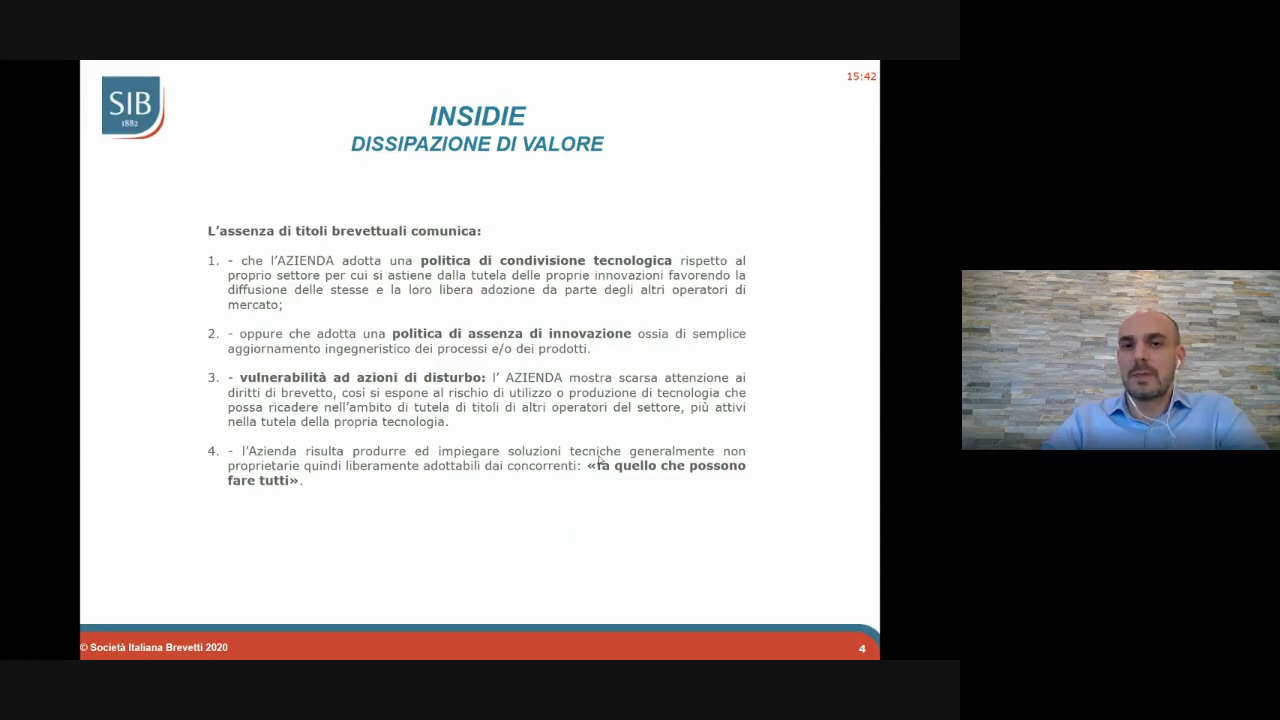 SIB
1882
15:42
INSIDIE
DISSIPAZIONE DI VALORE
L’assenza di titoli brevettuali comunica:
1. - che l’AZIENDA adotta una politica di condivisione tecnologica rispetto al
proprio settore per cui si astiene dalla tutela delle proprie innovazioni favorendo la
diffusione delle stesse e la loro libera adozione da parte degli altri operatori di
mercato;
2. - oppure che adotta una politica di assenza di innovazione ossia di semplice
aggiornamento ingegneristico dei processi e/o dei prodotti.
3. - vulnerabilità ad azioni di disturbo: l’ AZIENDA mostra scarsa attenzione ai
diritti di brevetto, così si espone al rischio di utilizzo o produzione di tecnologia che
possa ricadere nell’ambito di tutela di titoli di altri operatori del settore, più attivi
nella tutela della propria tecnologia.
4. - l’Azienda risulta produrre ed impiegare soluzioni tecniche generalmente non
proprietarie quindi liberamente adottabili dai concorrenti: «fa quello che possono
fare tutti».
© Società Italiana Brevetti 2020
4